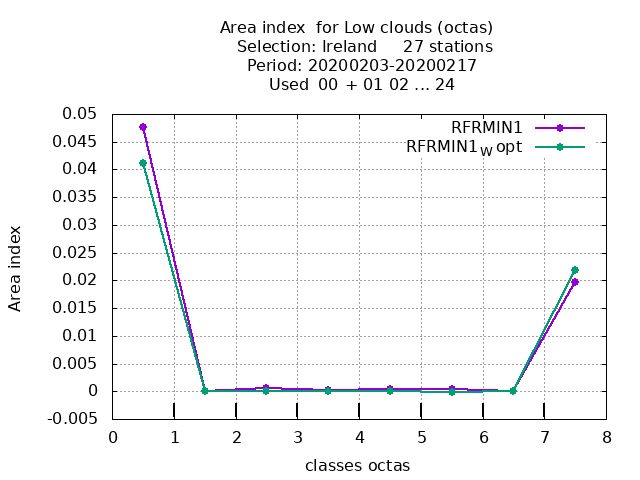 Area index  for Low clouds (octas)
Selection: Ireland     27 stations
Period: 20200203-20200217
Used  00 + 01 02 ... 24
0.05
0.045
0.04
0.035
0.03
0.025
0.02
0.015
0.01
0.005
0
-0.005
Area index
RFRMIN1
RFRMIN1W opt
0 1 2 3 4 5 6 7 8
classes octas